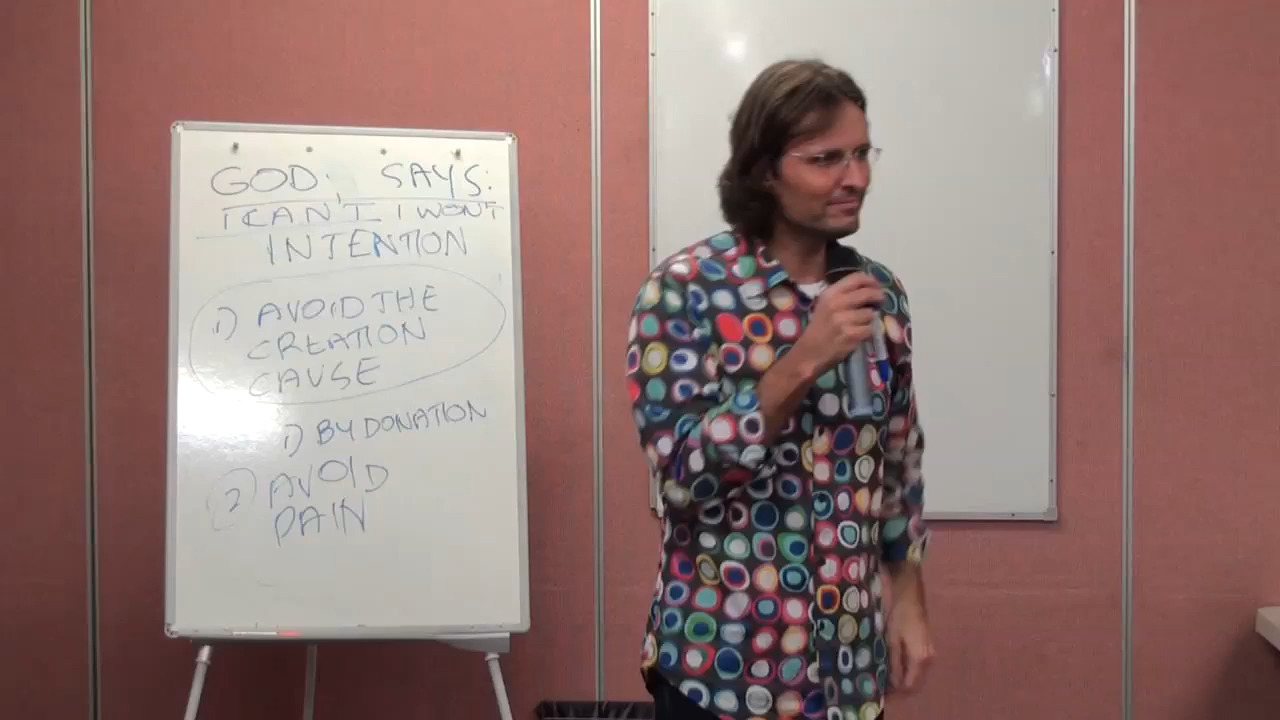 GOD: SAYS:
I CAN'T I WON'T
INTENTION
1) AVOID THE
CREATION
CAUSE
1) BY DONATION
2) AVOID
PAIN